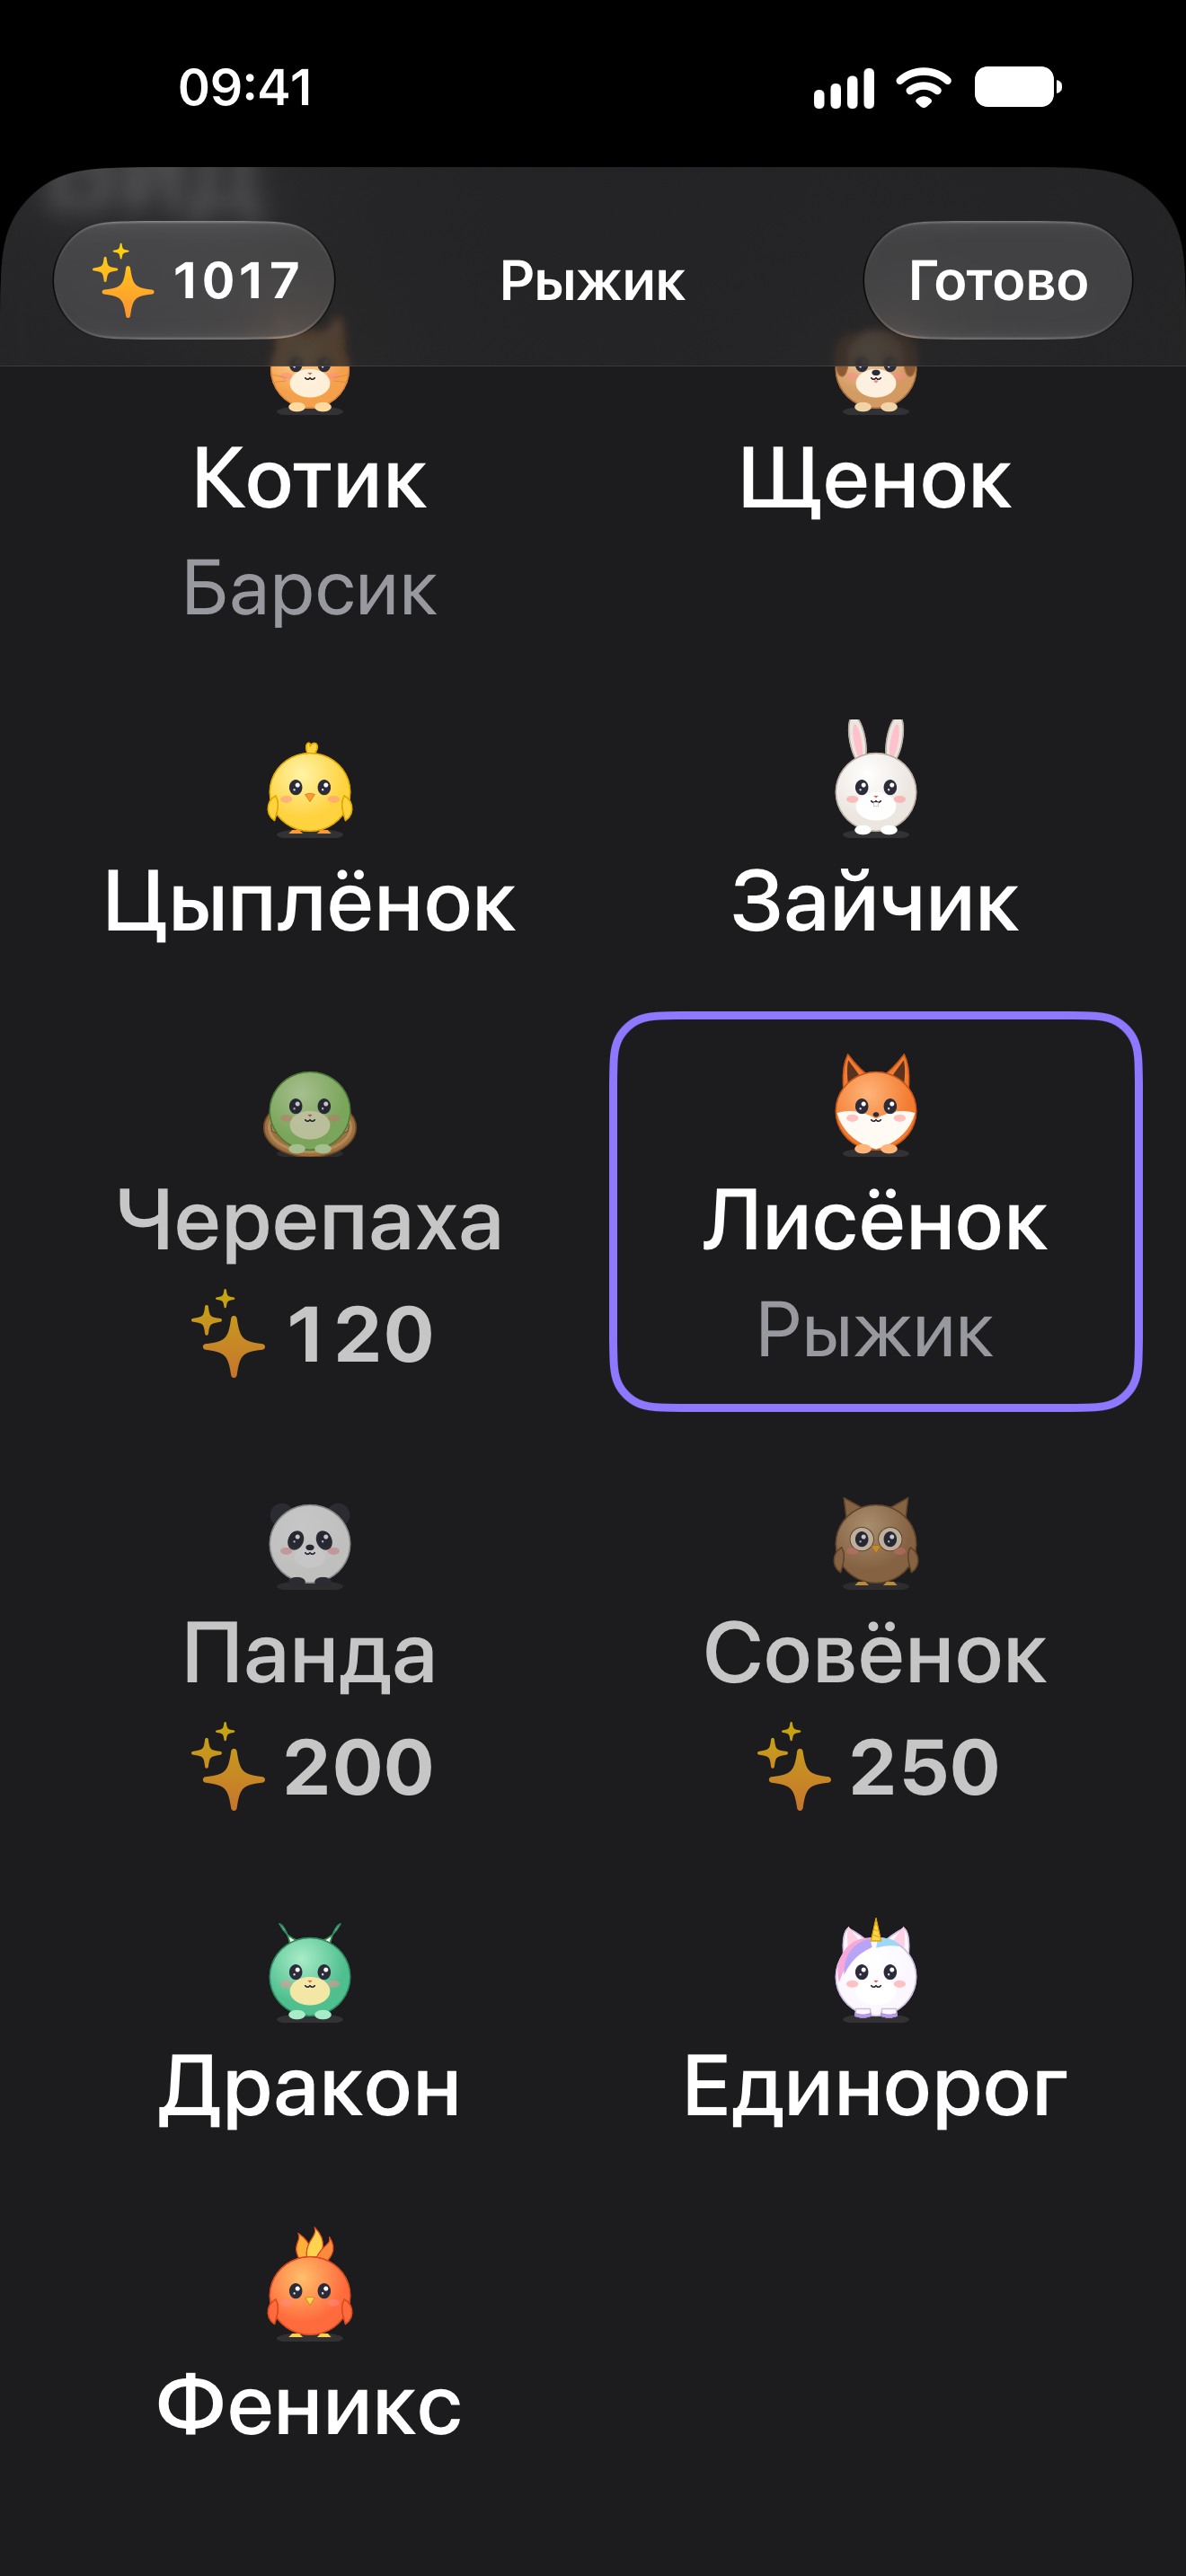 09:41
1017
Рыжик
Готово
Котик
Щенок
Барсик
Цыплёнок
Зайчик
Черепаха
120
Лисёнок
Рыжик
Панда
200
Совёнок
250
Дракон
Единорог
Феникс